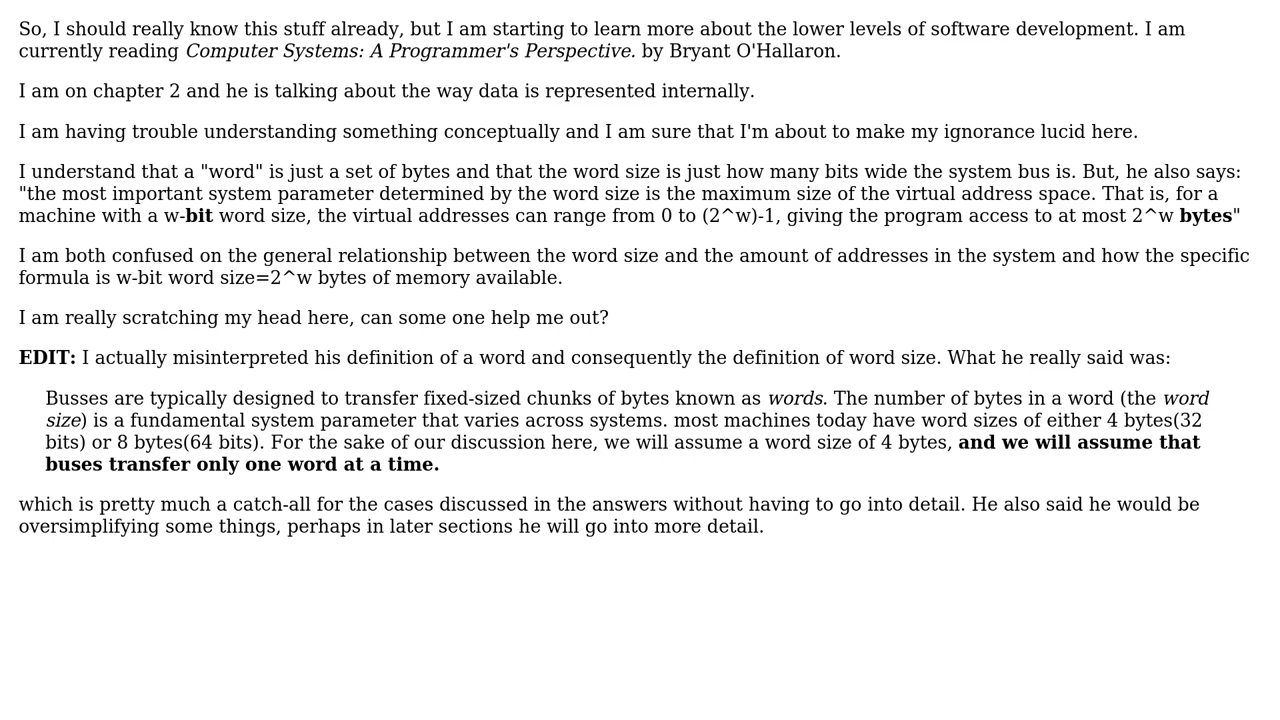 So, I should really know this stuff already, but I am starting to learn more about the lower levels of software development. I am
currently reading Computer Systems: A Programmer's Perspective. by Bryant O'Hallaron.
I am on chapter 2 and he is talking about the way data is represented internally.
I am having trouble understanding something conceptually and I am sure that I'm about to make my ignorance lucid here.
I understand that a "word" is just a set of bytes and that the word size is just how many bits wide the system bus is. But, he also says:
"the most important system parameter determined by the word size is the maximum size of the virtual address space. That is, for a
machine with a w-bit word size, the virtual addresses can range from 0 to (2^w)-1, giving the program access to at most 2^w bytes"
I am both confused on the general relationship between the word size and the amount of addresses in the system and how the specific
formula is w-bit word size=2^w bytes of memory available.
I am really scratching my head here, can some one help me out?
EDIT: I actually misinterpreted his definition of a word and consequently the definition of word size. What he really said was:
Busses are typically designed to transfer fixed-sized chunks of bytes known as words. The number of bytes in a word (the word
size) is a fundamental system parameter that varies across systems. most machines today have word sizes of either 4 bytes(32
bits) or 8 bytes(64 bits). For the sake of our discussion here, we will assume a word size of 4 bytes, and we will assume that
buses transfer only one word at a time.
which is pretty much a catch-all for the cases discussed in the answers without having to go into detail. He also said he would be
oversimplifying some things, perhaps in later sections he will go into more detail.